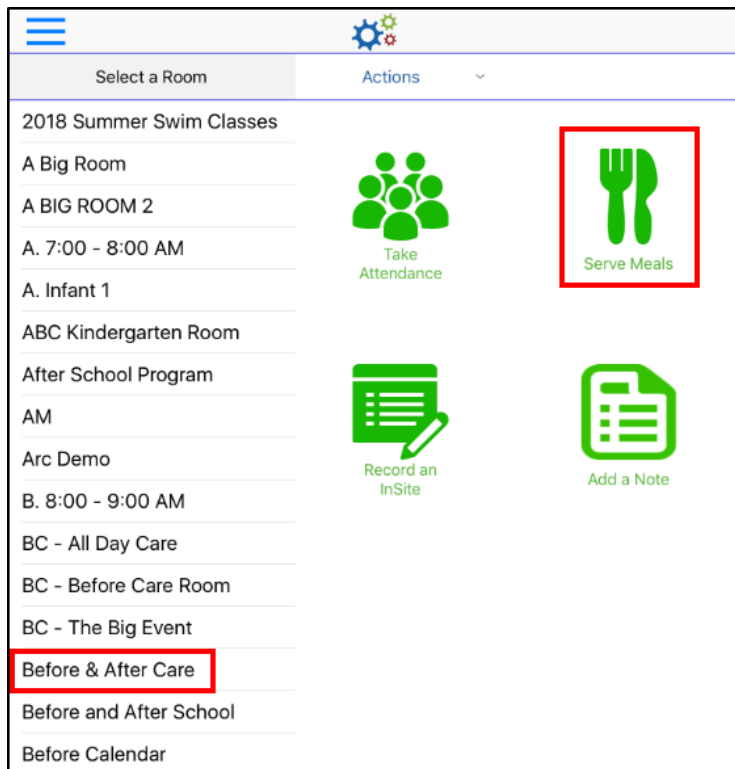 Select a Room
Actions
2018 Summer Swim Classes
A Big Room
A BIG ROOM 2
A. 7:00 - 8:00 AM
A. Infant 1
ABC Kindergarten Room
After School Program
AM
Arc Demo
B. 8:00 - 9:00 AM
BC - All Day Care
BC - Before Care Room
BC - The Big Event
Before & After Care
Before and After School
Before Calendar
Take
Attendance
Serve Meals
Record an
InSite
Add a Note